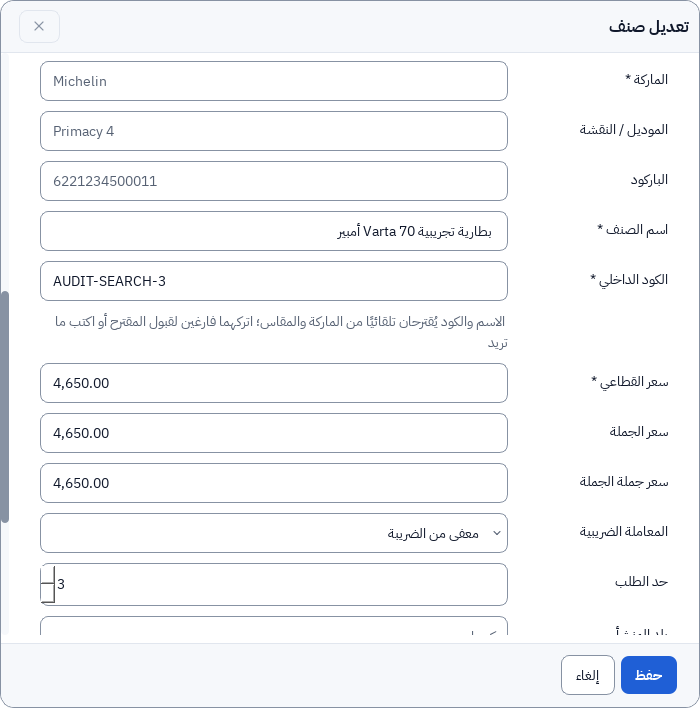 تعديل صنف
الماركة *
Michelin
الموديل / النقشة
Primacy 4
الباركود
6221234500011
اسم الصنف *
بطارية تجريبية Varta 70 أمبير
الكود الداخلي *
AUDIT-SEARCH-3
الاسم والكود يُقترحان تلقائيًا من الماركة والمقاس؛ اتركهما فارغين لقبول المقترح أو اكتب ما
تريد
سعر القطاعي *
4,650.00
سعر الجملة
4,650.00
سعر جملة الجملة
4,650.00
المعاملة الضريبية
معفى من الضريبة
حد الطلب
3
حفظ
إلغاء